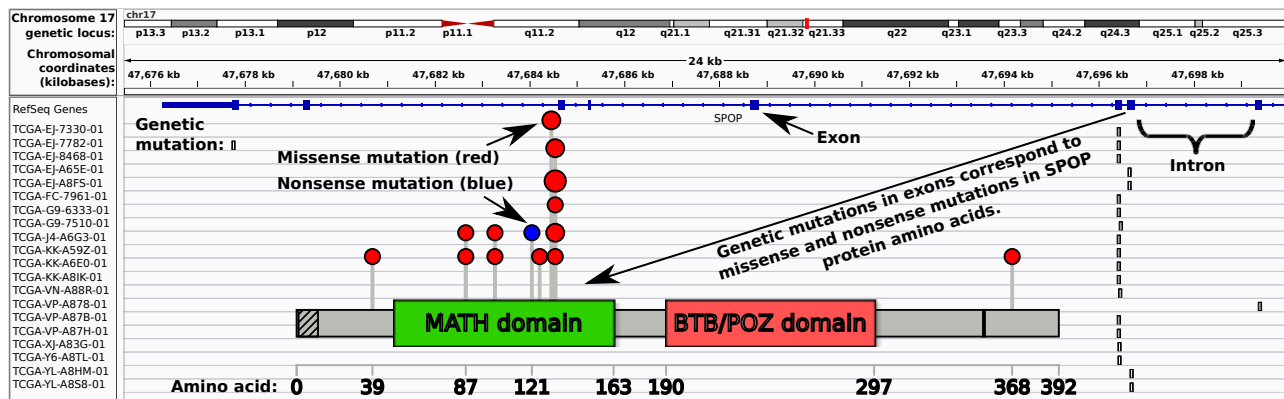 Chromosome 17 genetic locus:
chr17
p13.3 p13.2 p13.1 p12 p11.2 p11.1 q11.2 q12 q21.1 q21.31 q21.32 q21.33 q22 q23.1 q23.3 q24.2 q24.3 q25.1 q25.2 q25.3
Chromosomal coordinates (kilobases):
24 kb
47,676 kb 47,678 kb 47,680 kb 47,682 kb 47,684 kb 47,686 kb 47,688 kb 47,690 kb 47,692 kb 47,694 kb 47,696 kb 47,698 kb
RefSeq Genes
SPOP
TCGA-EJ-7330-01
TCGA-EJ-7782-01
TCGA-EJ-8468-01
TCGA-EJ-A65E-01
TCGA-EJ-A8FS-01
TCGA-FC-7961-01
TCGA-G9-6333-01
TCGA-G9-7510-01
TCGA-J4-A6G3-01
TCGA-KK-A59Z-01
TCGA-KK-A6E0-01
TCGA-KK-A8IK-01
TCGA-VN-A88R-01
TCGA-VP-A878-01
TCGA-VP-A87B-01
TCGA-VP-A87H-01
TCGA-XJ-A83G-01
TCGA-Y6-A8TL-01
TCGA-YL-A8HM-01
TCGA-YL-A8S8-01
Genetic
mutation:
Missense mutation (red)
Nonsense mutation (blue)
Exon
Intron
Genetic mutations in exons correspond to
missense and nonsense mutations in SPOP
protein amino acids.
MATH domain
BTB/POZ domain
Amino acid: 0 39 87 121 163 190 297 368 392